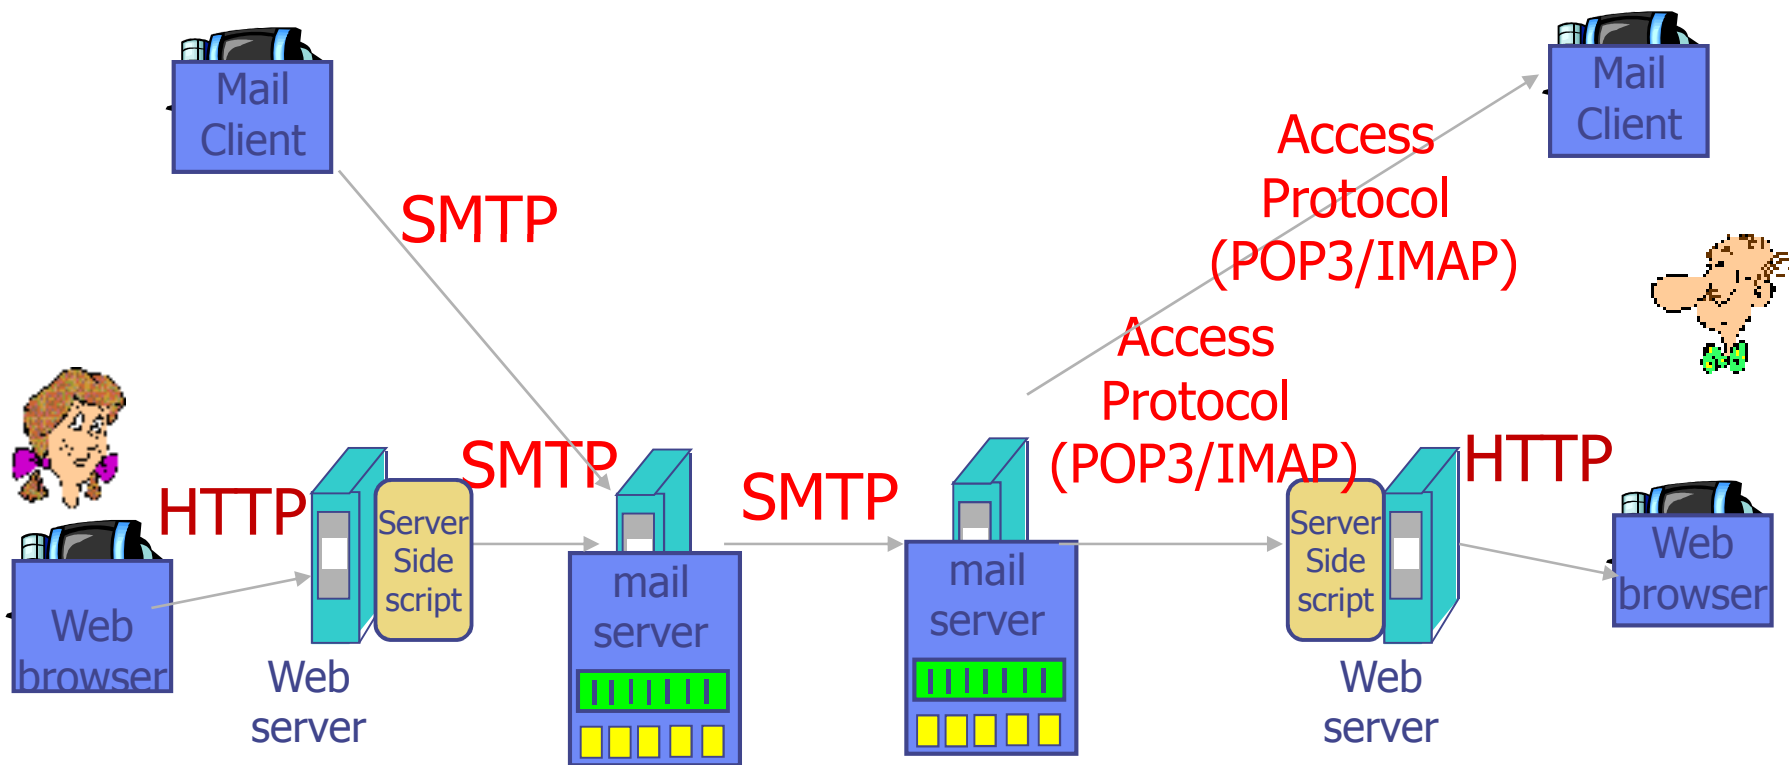 Mail
Client
SMTP
Access
Protocol
(POP3/IMAP)
Mail
Client
HTTP
Web
browser
Server
Side
script
Web
server
SMTP
mail
server
SMTP
mail
server
Access
Protocol
(POP3/IMAP)
Server
Side
script
Web
server
HTTP
Web
browser